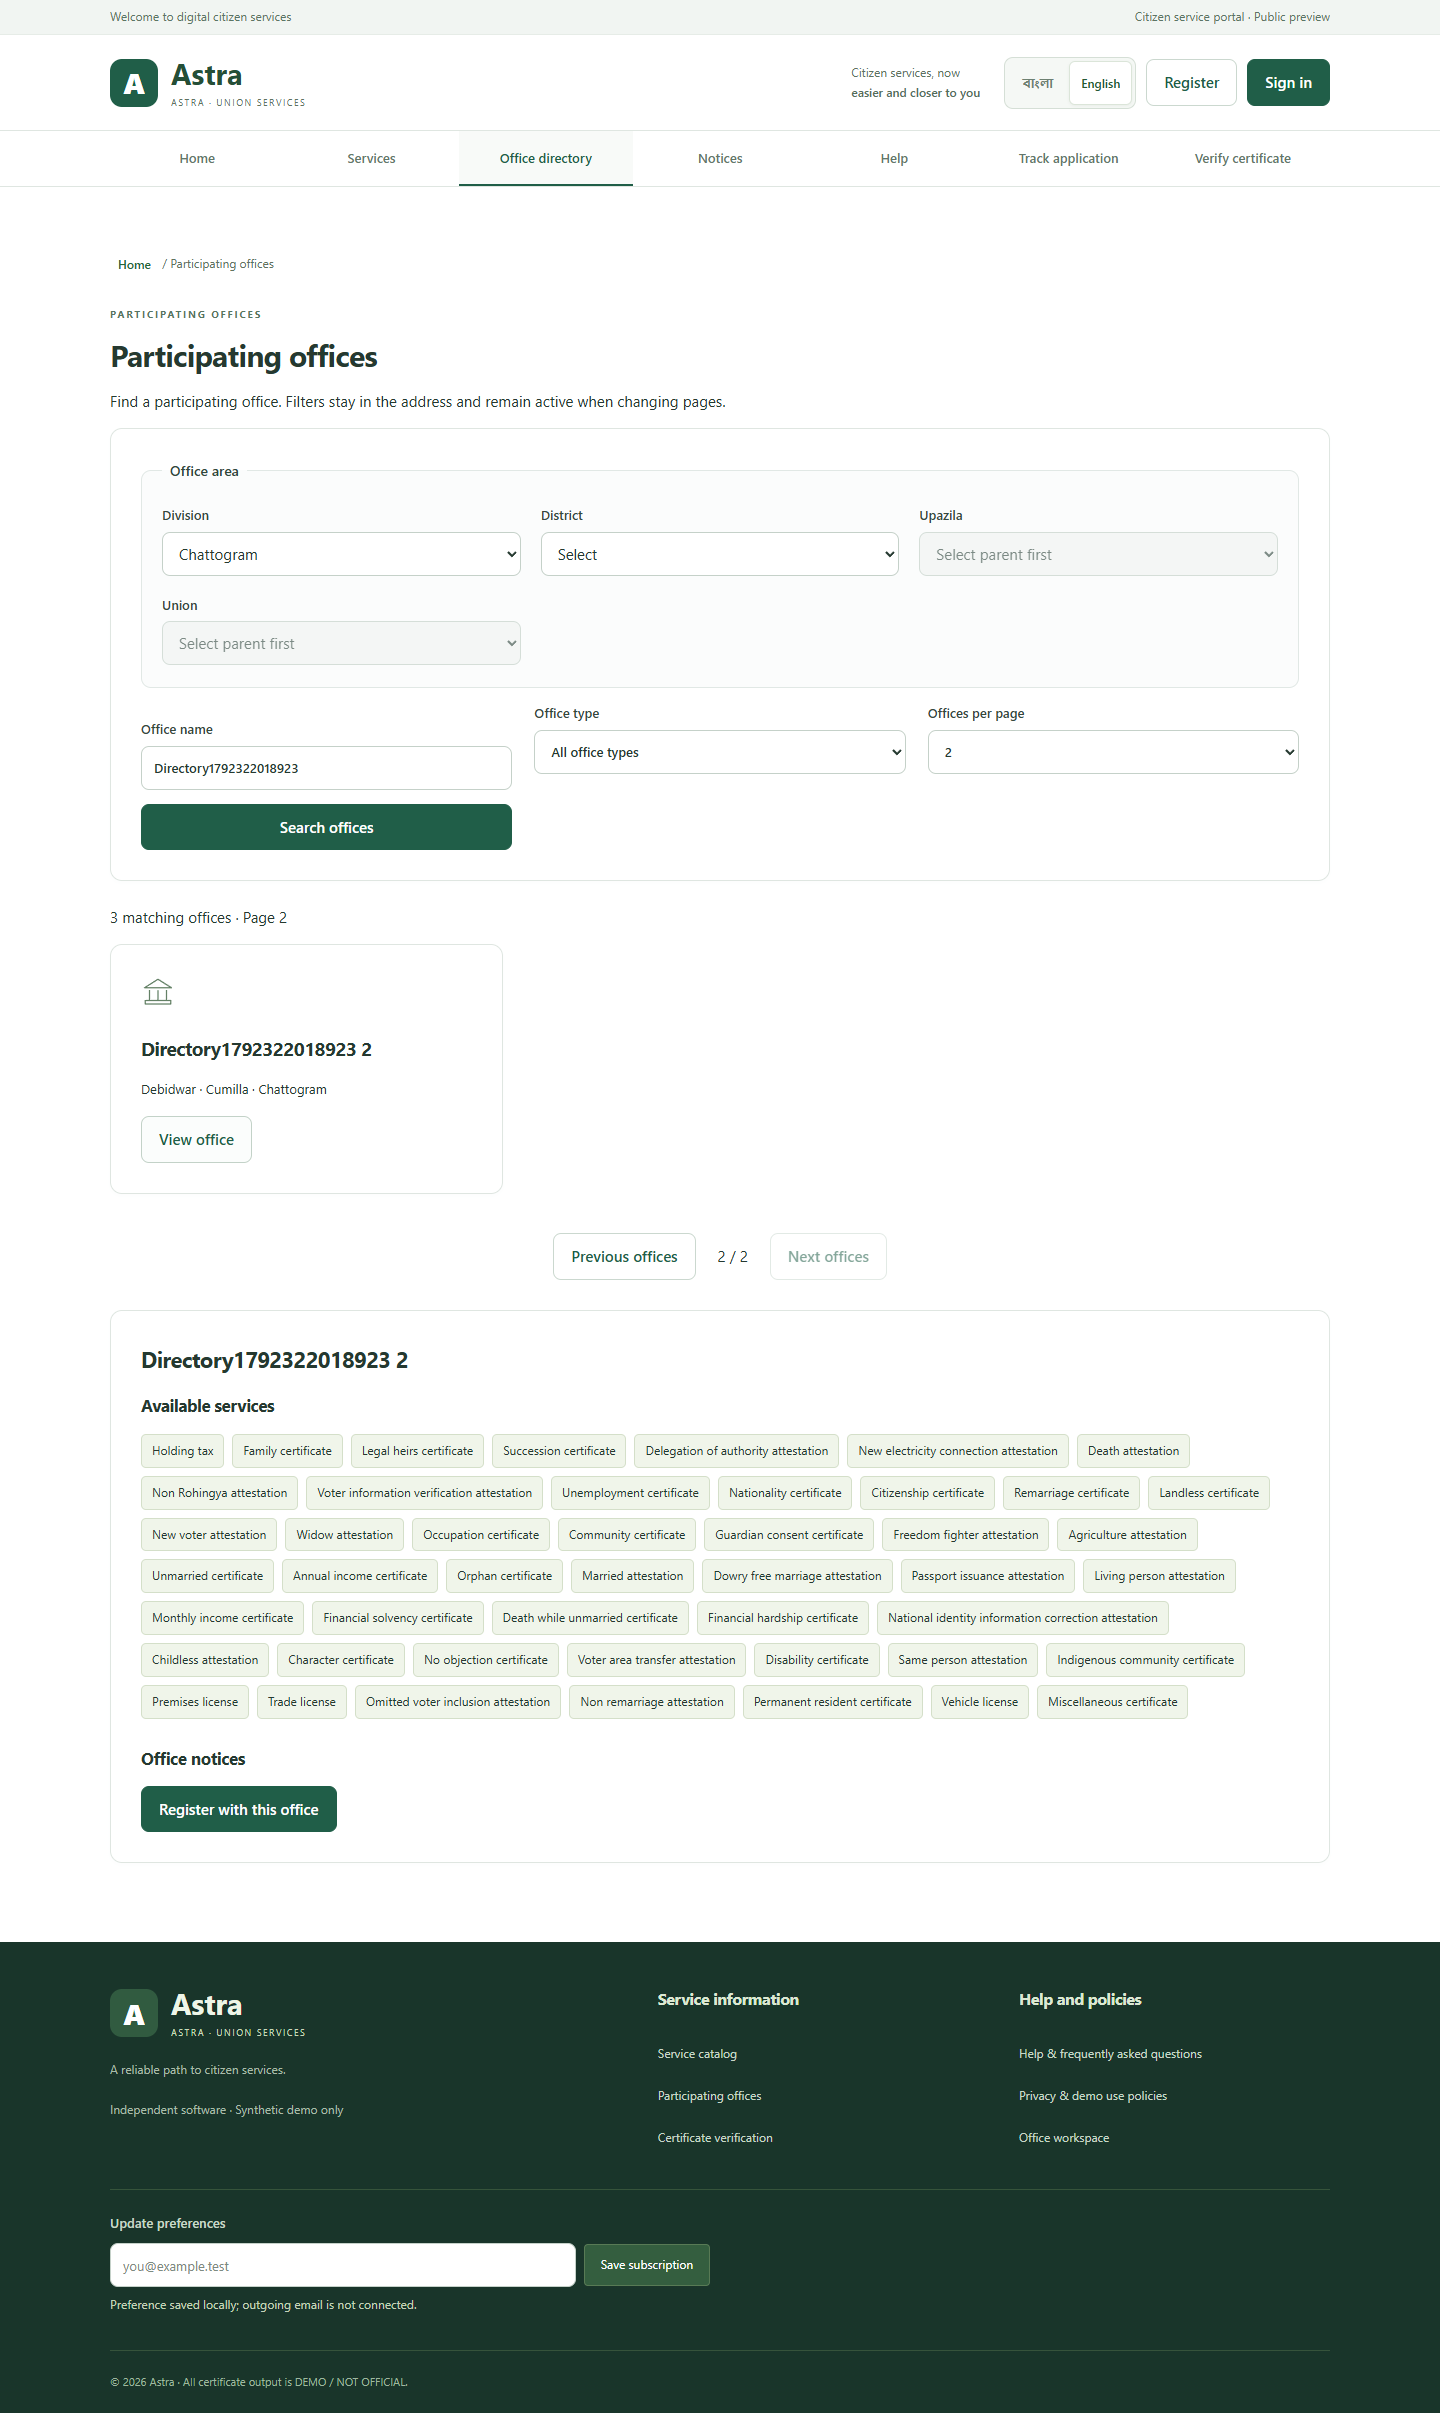 Welcome to digital citizen services
Citizen service portal · Public preview
A
Astra
ASTRA · UNION SERVICES
Citizen services, now
easier and closer to you
বাংলা
English
Register
Sign in
Home
Services
Office directory
Notices
Help
Track application
Verify certificate
Home / Participating offices
PARTICIPATING OFFICES
Participating offices
Find a participating office. Filters stay in the address and remain active when changing pages.
Office area
Division
District
Upazila
Chattogram
Select
Select parent first
Union
Select parent first
Office name
Office type
Offices per page
Directory1792322018923
All office types
2
Search offices
3 matching offices · Page 2
Directory1792322018923 2
Debidwar · Cumilla · Chattogram
View office
Previous offices
2 / 2
Next offices
Directory1792322018923 2
Available services
Holding tax
Family certificate
Legal heirs certificate
Succession certificate
Delegation of authority attestation
New electricity connection attestation
Death attestation
Non Rohingya attestation
Voter information verification attestation
Unemployment certificate
Nationality certificate
Citizenship certificate
Remarriage certificate
Landless certificate
New voter attestation
Widow attestation
Occupation certificate
Community certificate
Guardian consent certificate
Freedom fighter attestation
Agriculture attestation
Unmarried certificate
Annual income certificate
Orphan certificate
Married attestation
Dowry free marriage attestation
Passport issuance attestation
Living person attestation
Monthly income certificate
Financial solvency certificate
Death while unmarried certificate
Financial hardship certificate
National identity information correction attestation
Childless attestation
Character certificate
No objection certificate
Voter area transfer attestation
Disability certificate
Same person attestation
Indigenous community certificate
Premises license
Trade license
Omitted voter inclusion attestation
Non remarriage attestation
Permanent resident certificate
Vehicle license
Miscellaneous certificate
Office notices
Register with this office
A
Astra
ASTRA · UNION SERVICES
A reliable path to citizen services.
Independent software · Synthetic demo only
Service information
Service catalog
Participating offices
Certificate verification
Help and policies
Help & frequently asked questions
Privacy & demo use policies
Office workspace
Update preferences
you@example.test
Save subscription
Preference saved locally; outgoing email is not connected.
© 2026 Astra · All certificate output is DEMO / NOT OFFICIAL.